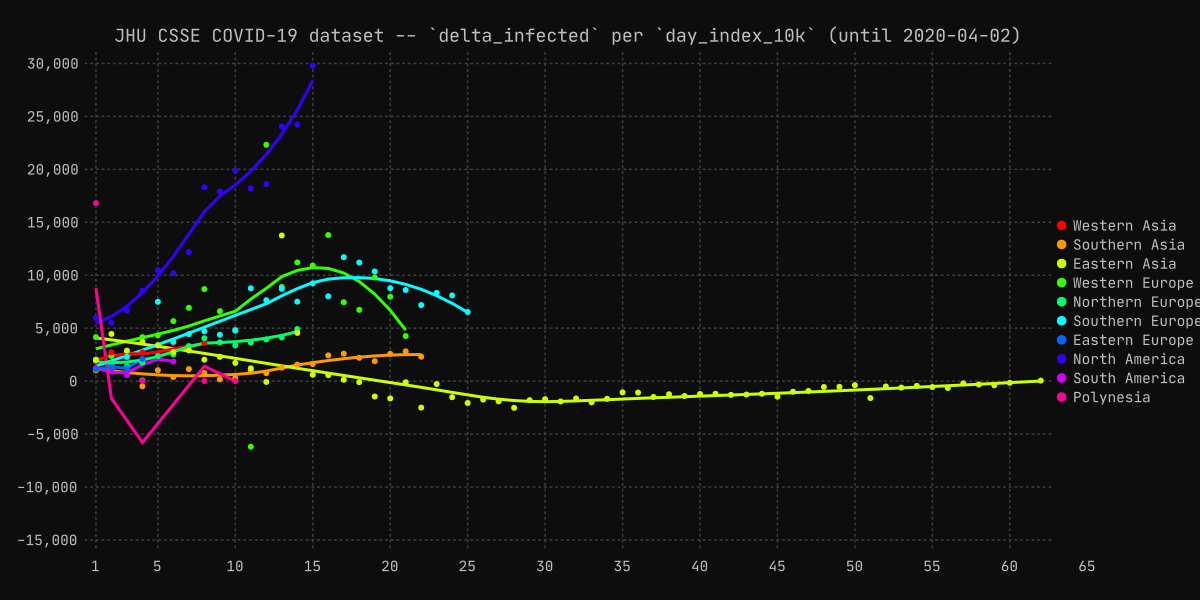 JHU CSSE COVID-19 dataset -- `delta_infected` per `day_index_10k` (until 2020-04-02)
30,000
25,000
20,000
15,000
10,000
5,000
0
-5,000
-10,000
-15,000
1 5 10 15 20 25 30 35 40 45 50 55 60 65
Western Asia
Southern Asia
Eastern Asia
Western Europe
Northern Europe
Southern Europe
Eastern Europe
North America
South America
Polynesia